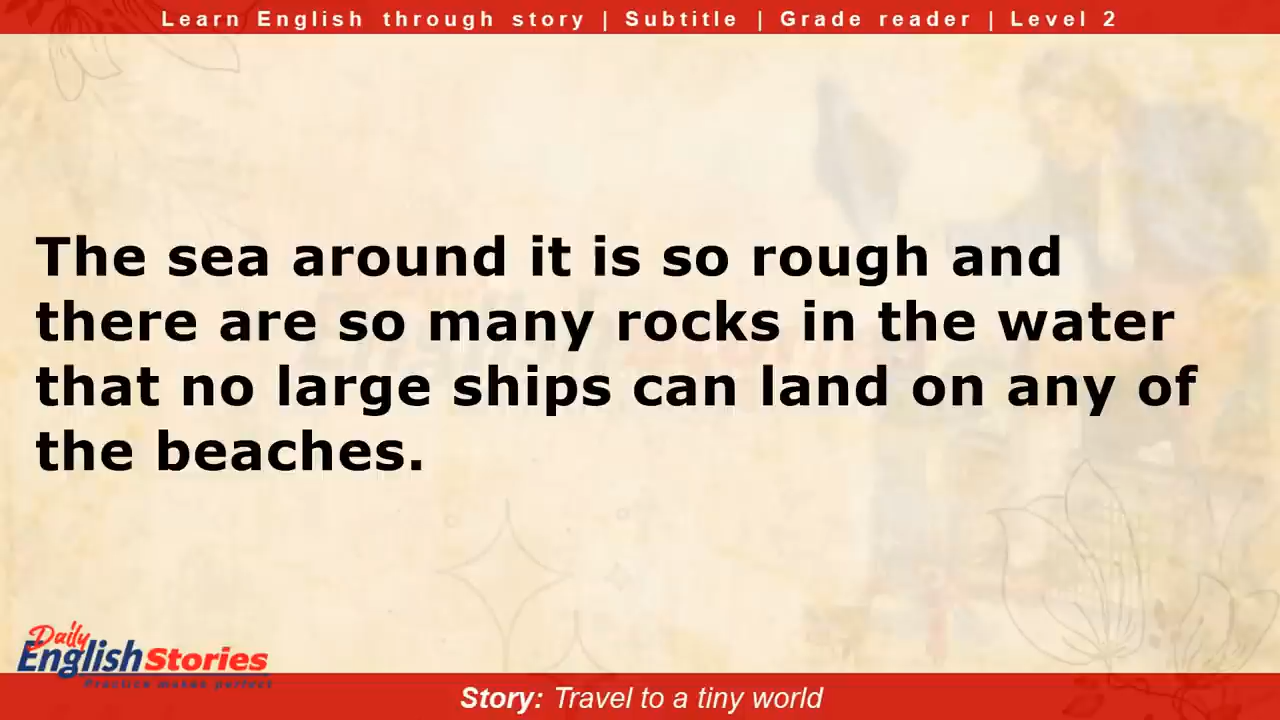 Learn English through story | Subtitle | Grade reader | Level 2
The sea around it is so rough and
there are so many rocks in the water
that no large ships can land on any of
the beaches.
Daily
English Stories
Practice makes perfect
Story: Travel to a tiny world